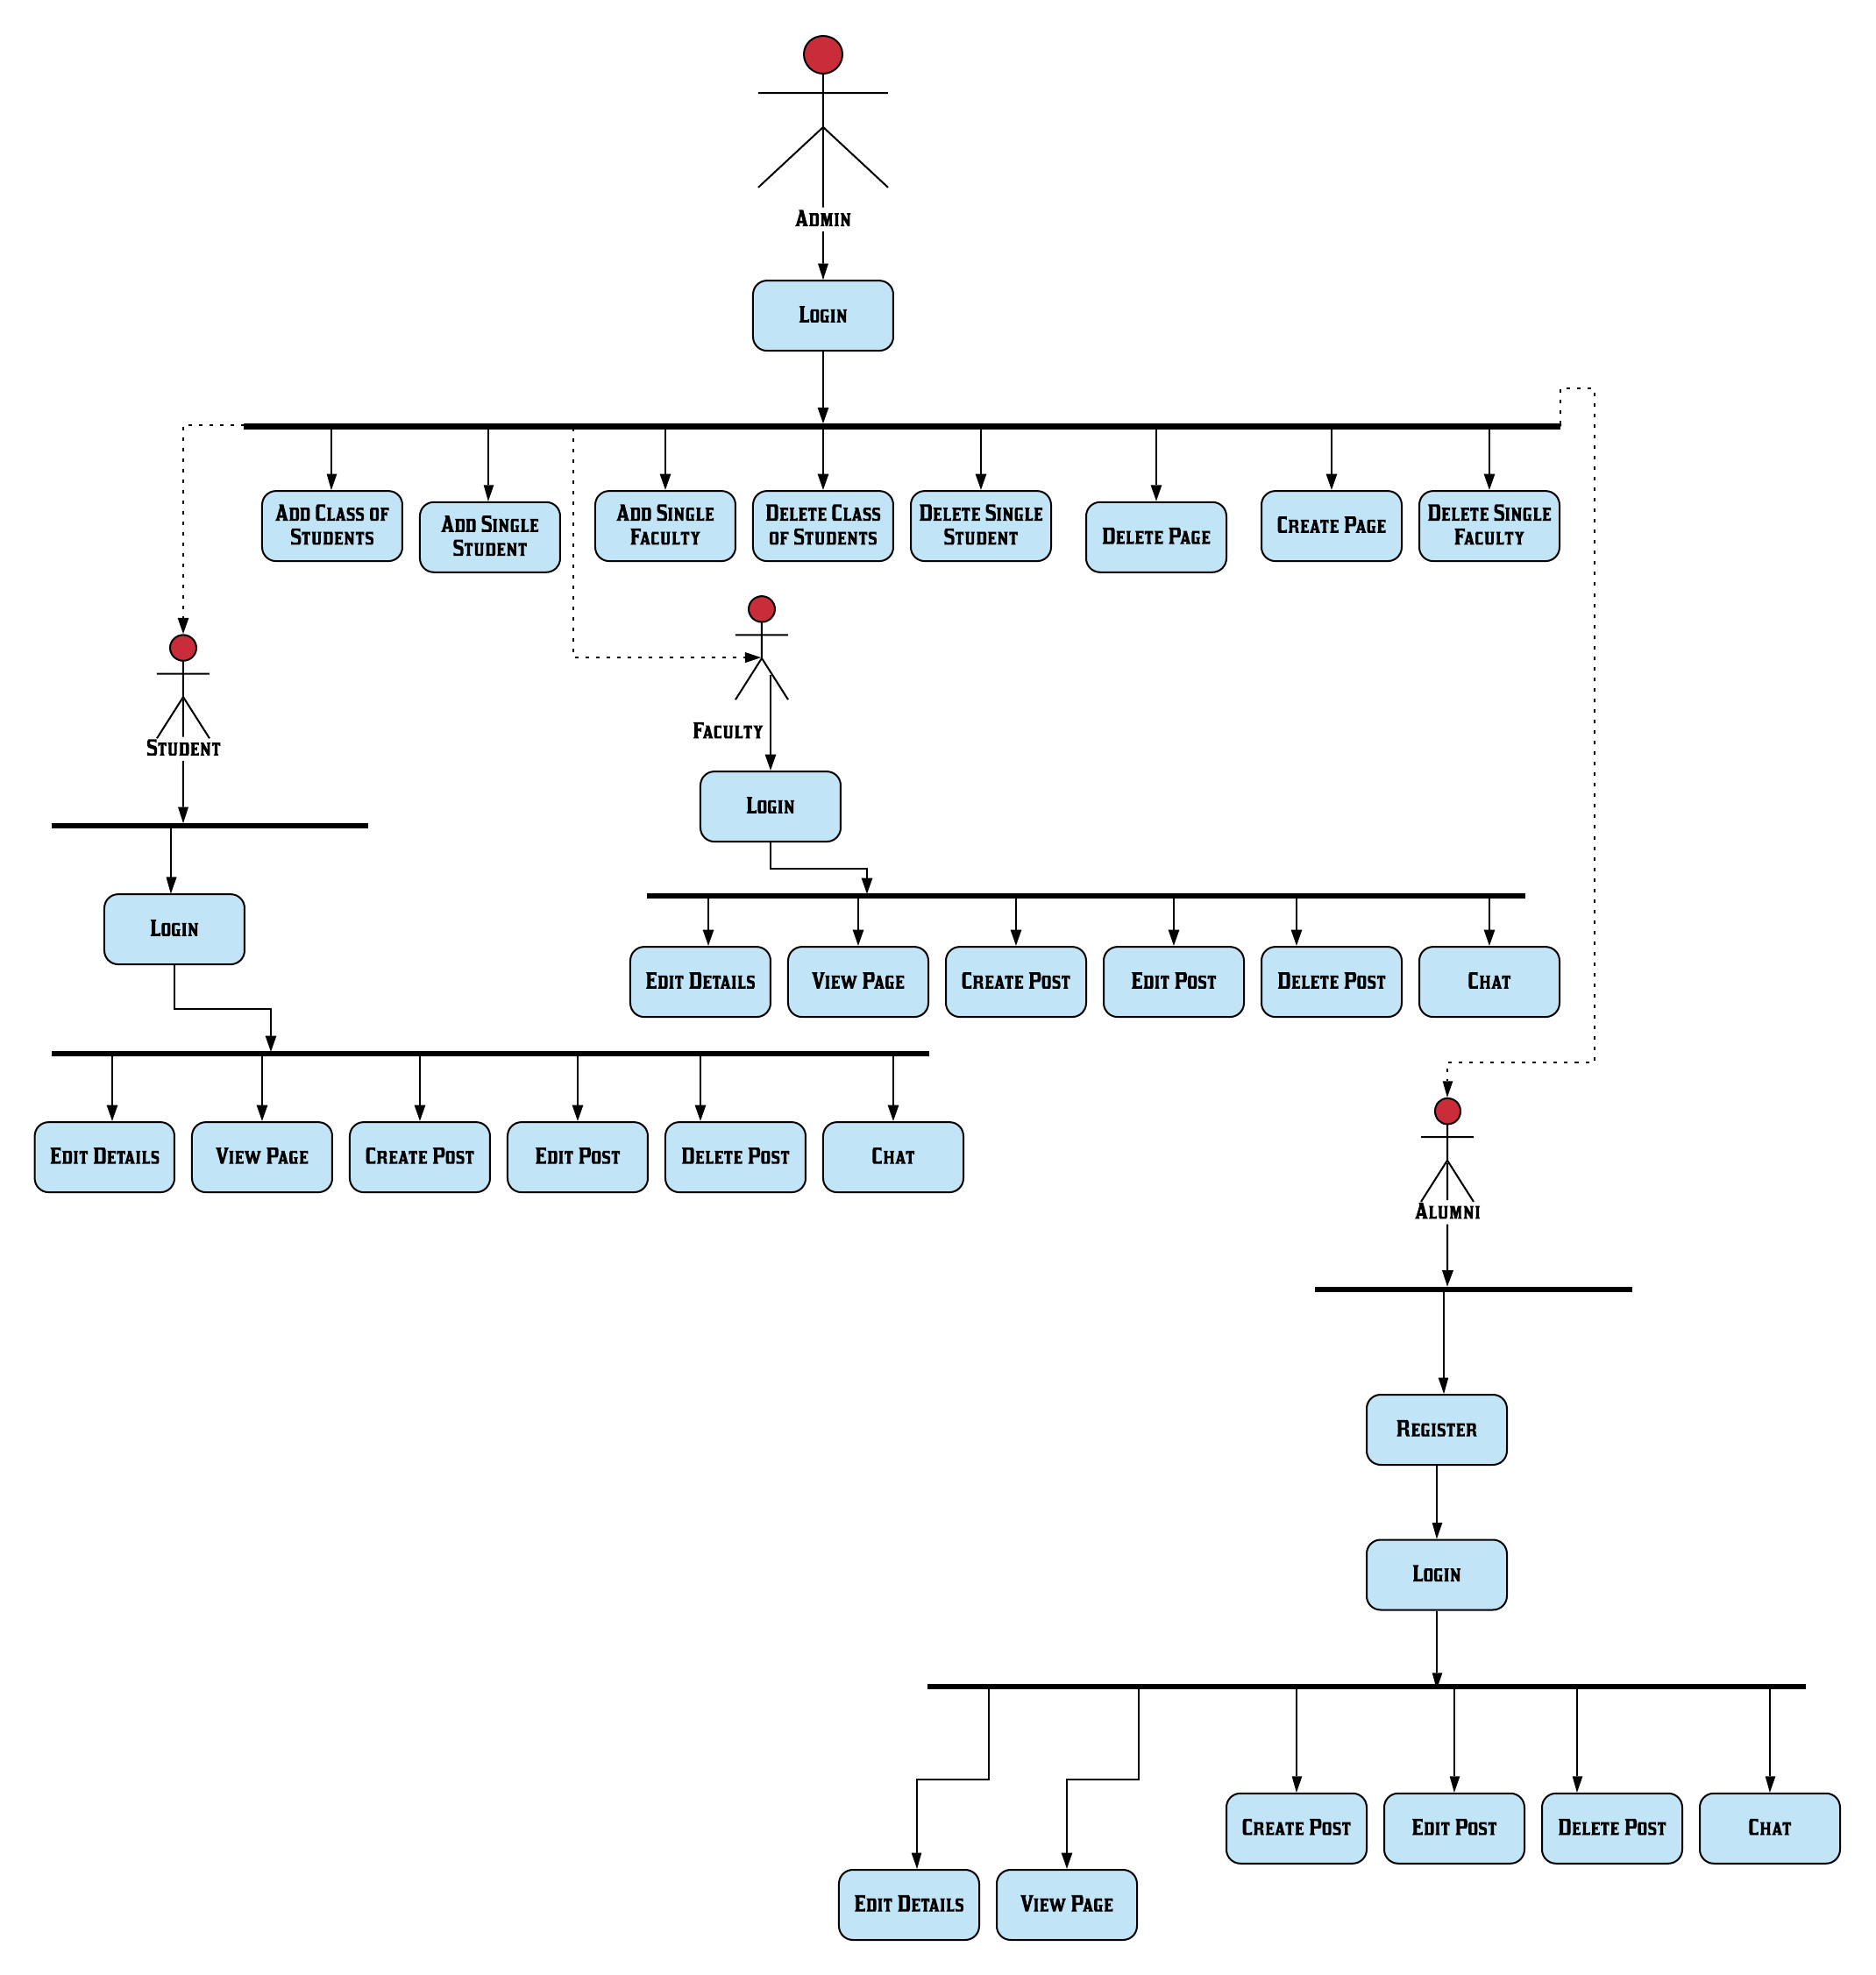 Admin
Login
Add Class of
Students
Add Single
Student
Add Single
Faculty
Delete Class
of Students
Delete Single
Student
Delete Page
Create Page
Delete Single
Faculty
Student
Faculty
Login
Login
Edit Details
View Page
Create Post
Edit Post
Delete Post
Chat
Edit Details
View Page
Create Post
Edit Post
Delete Post
Chat
Alumni
Register
Login
Create Post
Edit Post
Delete Post
Chat
Edit Details
View Page